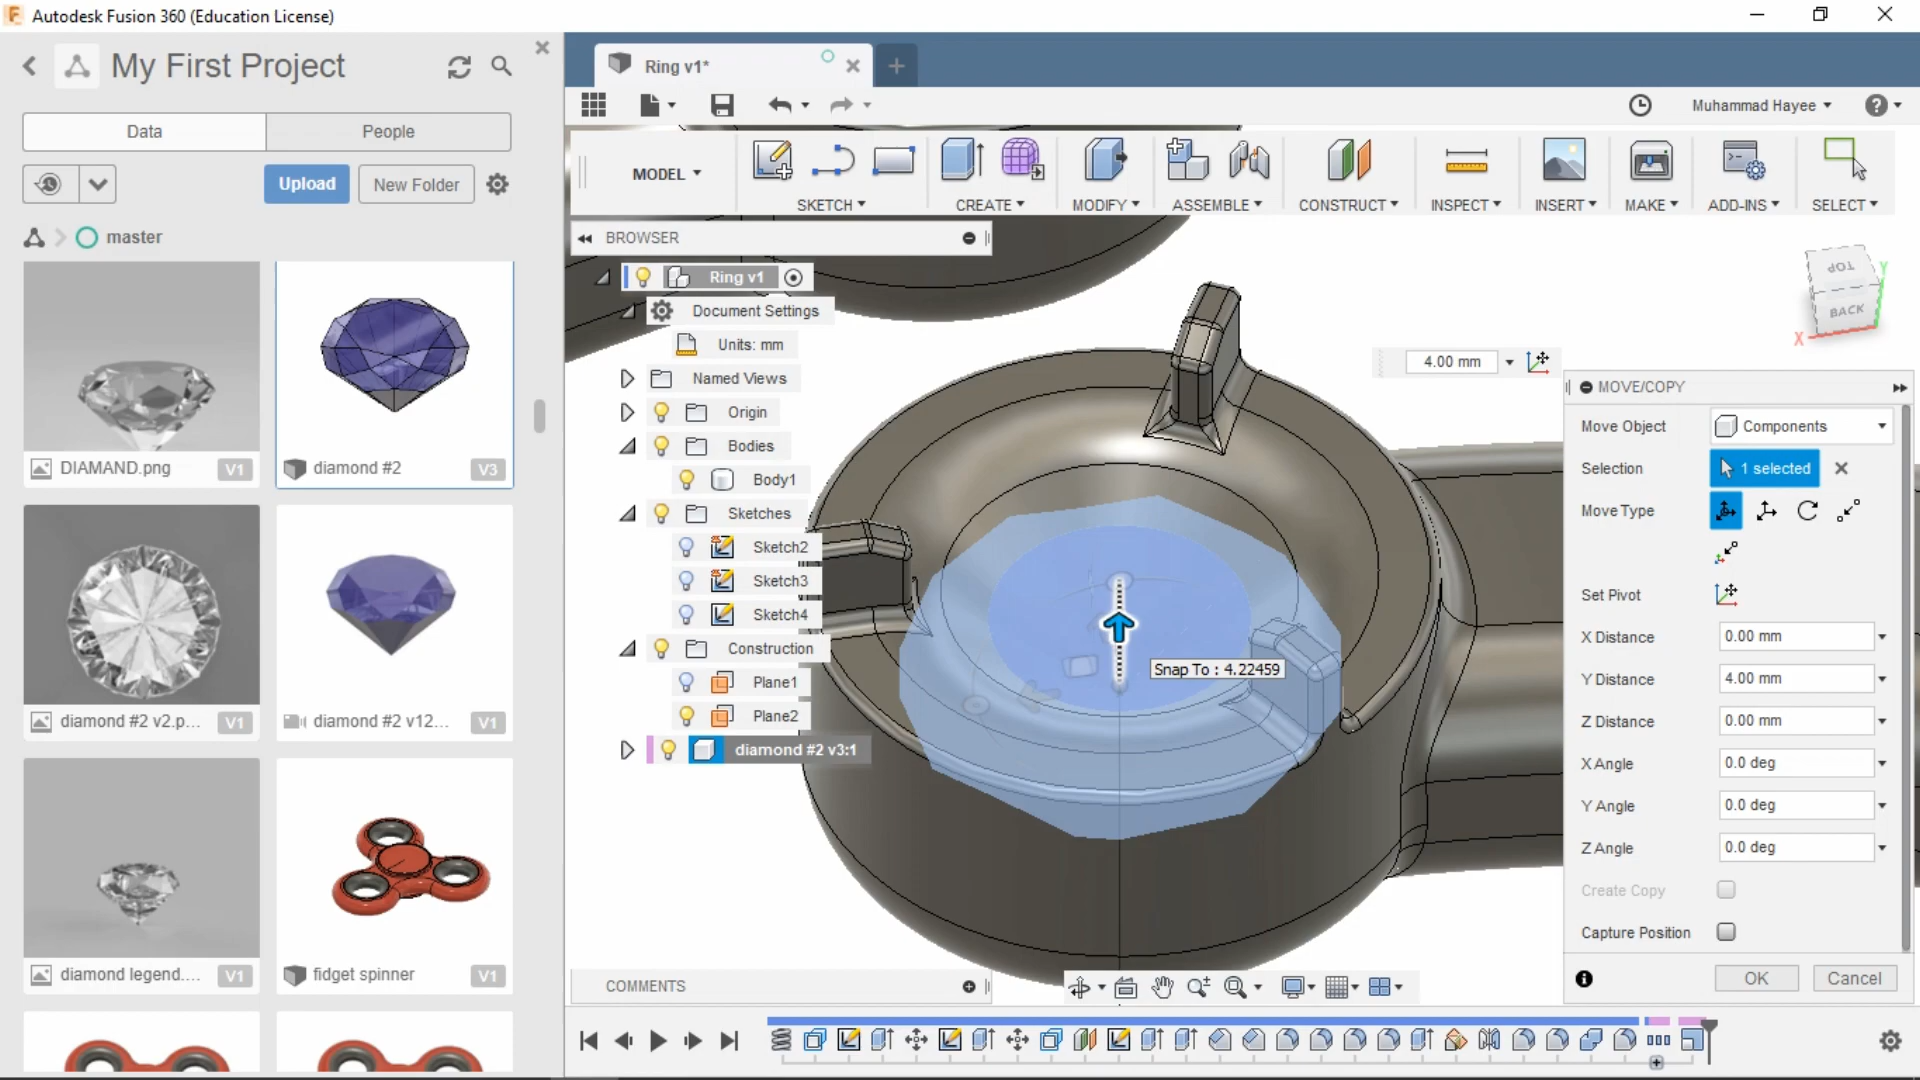 Autodesk Fusion 360 (Education License)
My First Project
Data
People
Upload
New Folder
master
DIAMAND.png V1
diamond #2 V3
diamond #2 v2.p... V1
diamond #2 v12... V1
diamond legend.... V1
fidget spinner V1
Ring v1*
Muhammad Hayee
MODEL
SKETCH
CREATE
MODIFY
ASSEMBLE
CONSTRUCT
INSPECT
INSERT
MAKE
ADD-INS
SELECT
BROWSER
Ring v1
Document Settings
Units: mm
Named Views
Origin
Bodies
Body1
Sketches
Sketch2
Sketch3
Sketch4
Construction
Plane1
Plane2
diamond #2 v3:1
TOP
BACK
X
Y
4.00 mm
Snap To : 4.22459
MOVE/COPY
Move Object Components
Selection 1 selected
Move Type
Set Pivot
X Distance 0.00 mm
Y Distance 4.00 mm
Z Distance 0.00 mm
X Angle 0.0 deg
Y Angle 0.0 deg
Z Angle 0.0 deg
Create Copy
Capture Position
OK
Cancel
COMMENTS